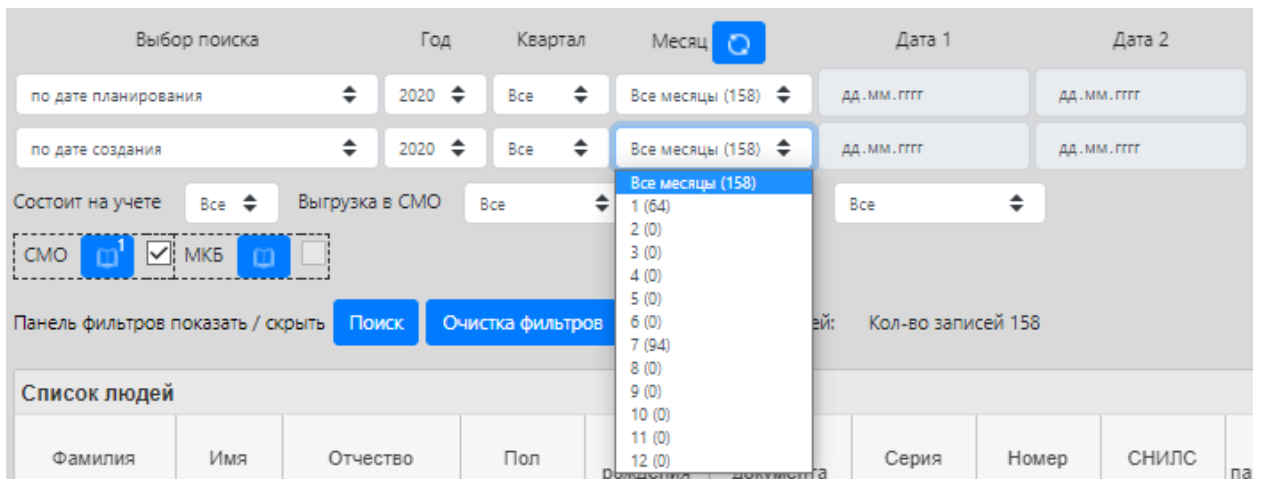 Выбор поиска Год Квартал Месяц Дата 1 Дата 2
по дате планирования 2020 Все Все месяцы (158) дд.мм.гггг дд.мм.гггг
по дате создания 2020 Все Все месяцы (158) дд.мм.гггг дд.мм.гггг
Все месяцы (158)
Состоит на учете Все Выгрузка в СМО Все Все
1 (64)
2 (0)
3 (0)
СМО 1 МКБ
4 (0)
5 (0)
Панель фильтров показать / скрыть Поиск Очистка фильтров 6 (0) ей: Кол-во записей 158
7 (94)
8 (0)
Список людей 9 (0)
10 (0)
11 (0)
Фамилия Имя Отчество Пол 12 (0) Серия Номер СНИЛС
рождения документа па